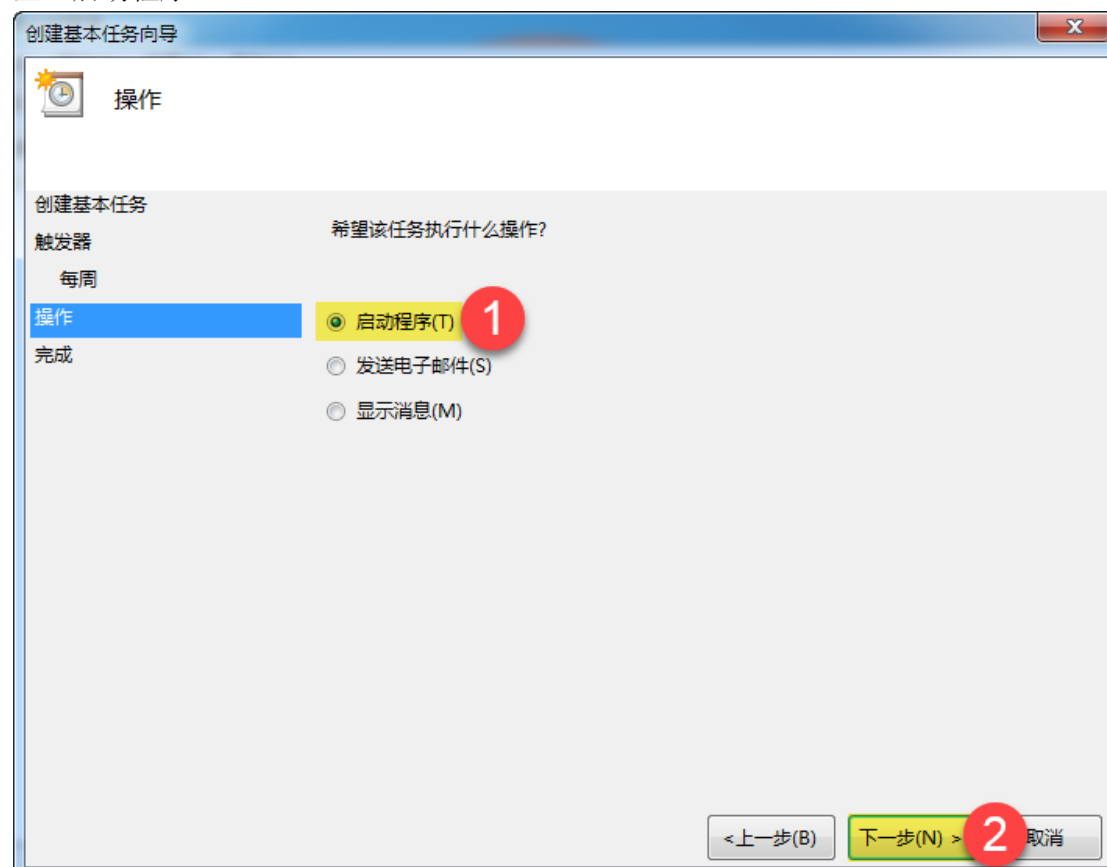 创建基本任务向导
操作
创建基本任务
触发器
每周
操作
完成
希望该任务执行什么操作?
启动程序(T)
1
发送电子邮件(S)
显示消息(M)
<上一步(B)
下一步(N) >
2
取消